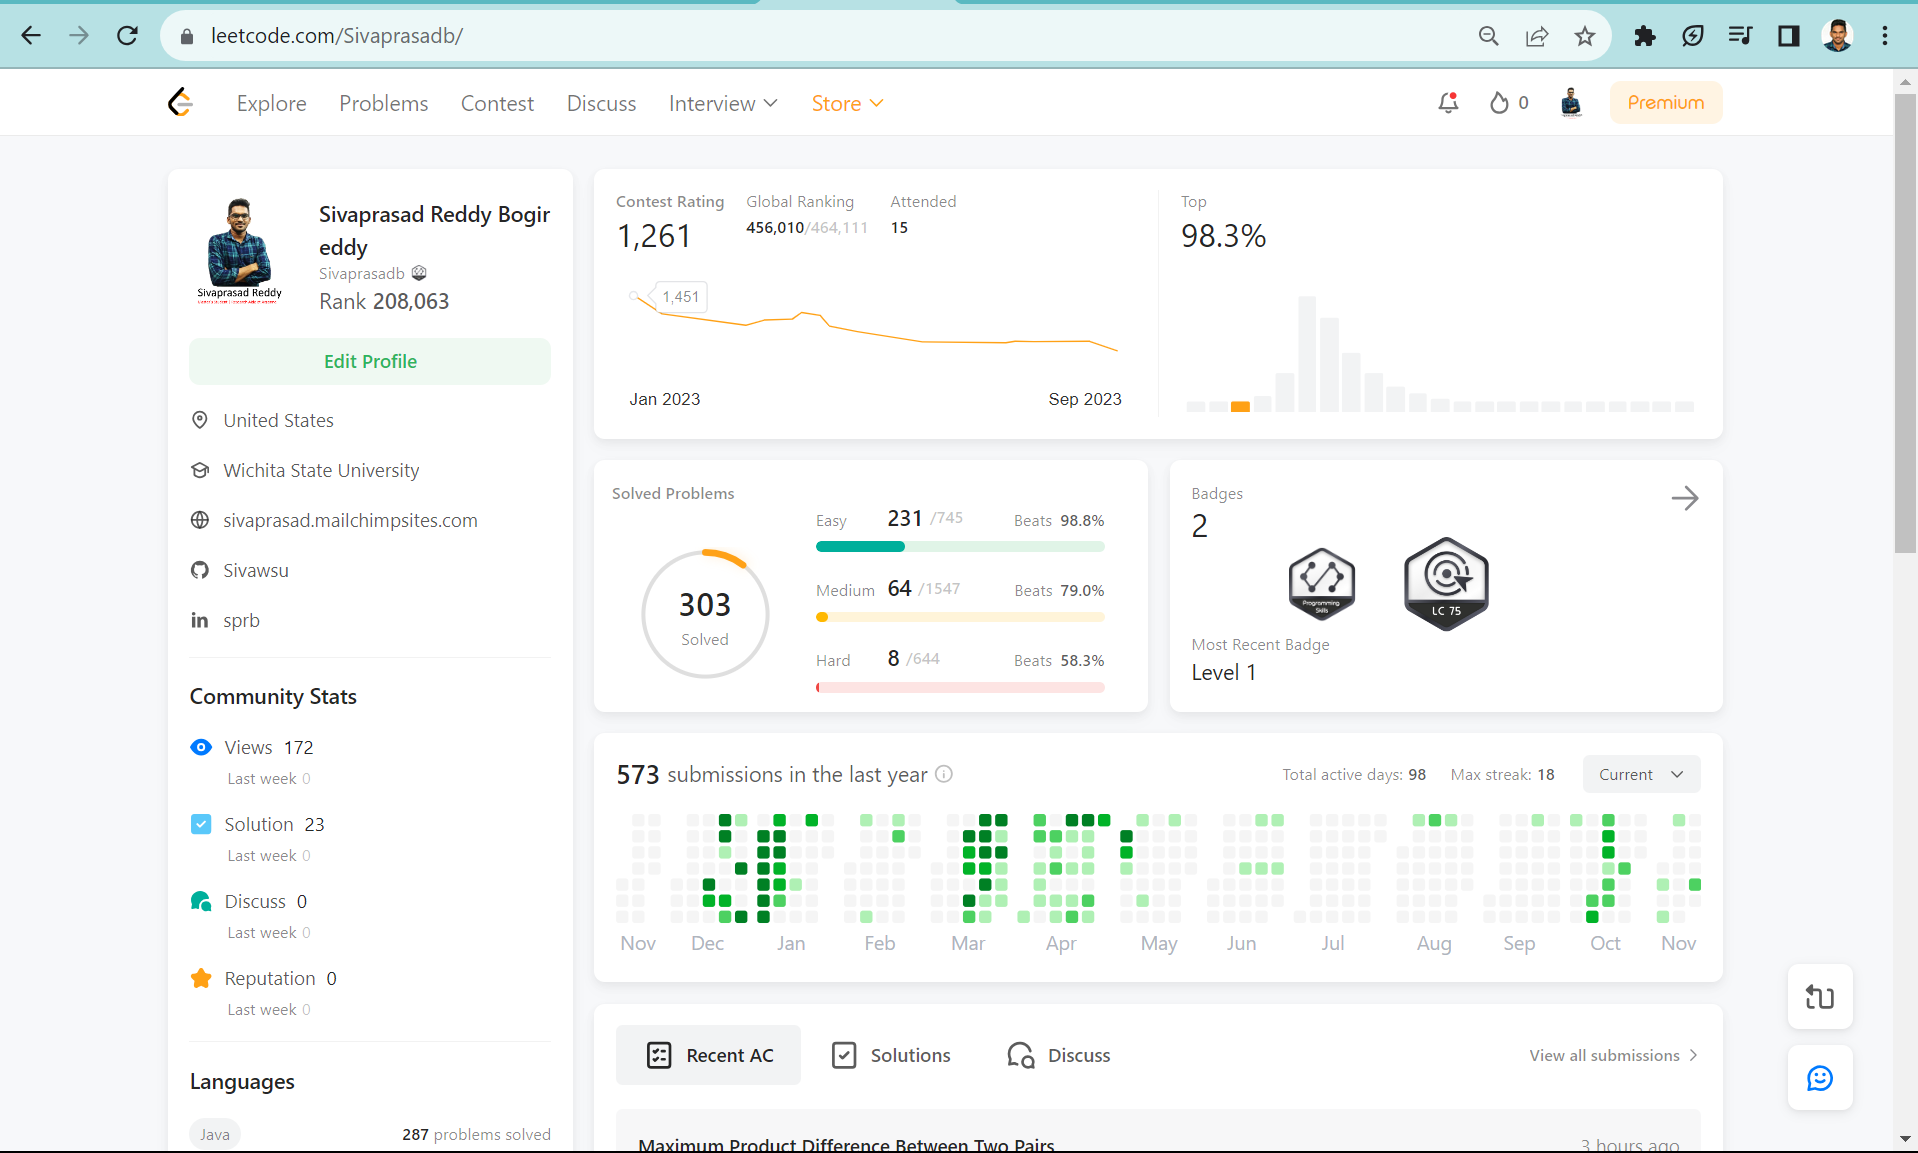 leetcode.com/Sivaprasadb/
Explore Problems Contest Discuss Interview Store 0 Premium
Sivaprasad Reddy
Sivaprasad Reddy Bogir
eddy
Sivaprasadb
Rank 208,063
Edit Profile
United States
Wichita State University
sivaprasad.mailchimpsites.com
Sivawsu
in sprb
Community Stats
Views 172
Last week 0
Solution 23
Last week 0
Discuss 0
Last week 0
Reputation 0
Last week 0
Languages
Java 287 problems solved
Contest Rating
1,261
Global Ranking
456,010/464,111
Attended
15
1,451
Jan 2023 Sep 2023
Top
98.3%
Solved Problems
303
Solved
Easy 231 /745 Beats 98.8%
Medium 64 /1547 Beats 79.0%
Hard 8 /644 Beats 58.3%
Badges
2
Programming
Skills
LC 75
Most Recent Badge
Level 1
573 submissions in the last year Total active days: 98 Max streak: 18 Current
Nov Dec Jan Feb Mar Apr May Jun Jul Aug Sep Oct Nov
Recent AC Solutions Discuss View all submissions
Maximum Product Difference Between Two Pairs 3 hours ago